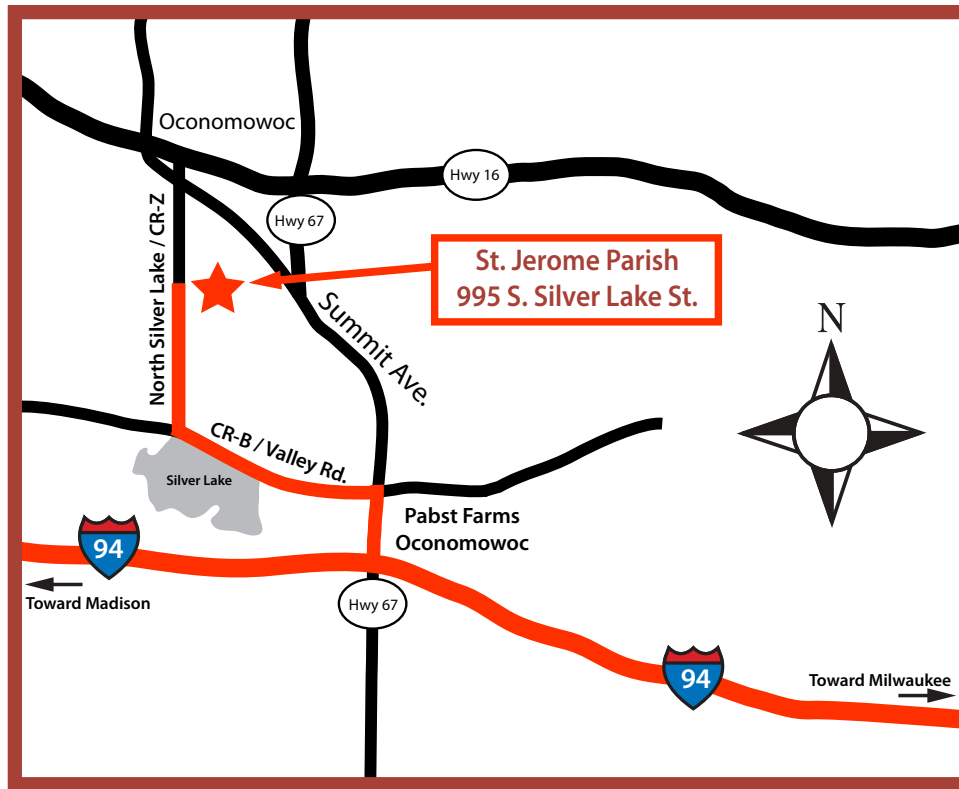 Oconomowoc
Hwy 16
Hwy 67
North Silver Lake / CR-Z
St. Jerome Parish
995 S. Silver Lake St.
Summit Ave.
N
CR-B / Valley Rd.
Silver Lake
Pabst Farms
Oconomowoc
94
Toward Madison
Hwy 67
94
Toward Milwaukee